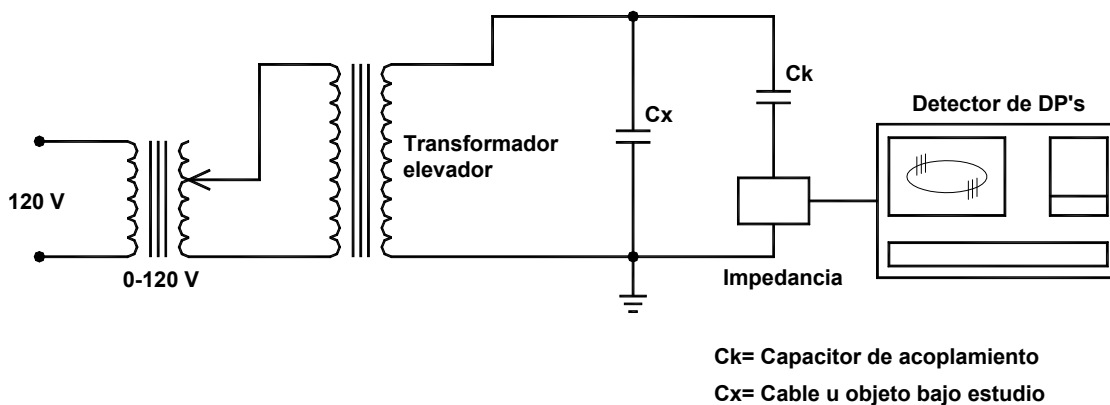 Ck
Detector de DP's
Cx
Transformador
elevador
120 V
0-120 V
Impedancia
Ck= Capacitor de acoplamiento
Cx= Cable u objeto bajo estudio